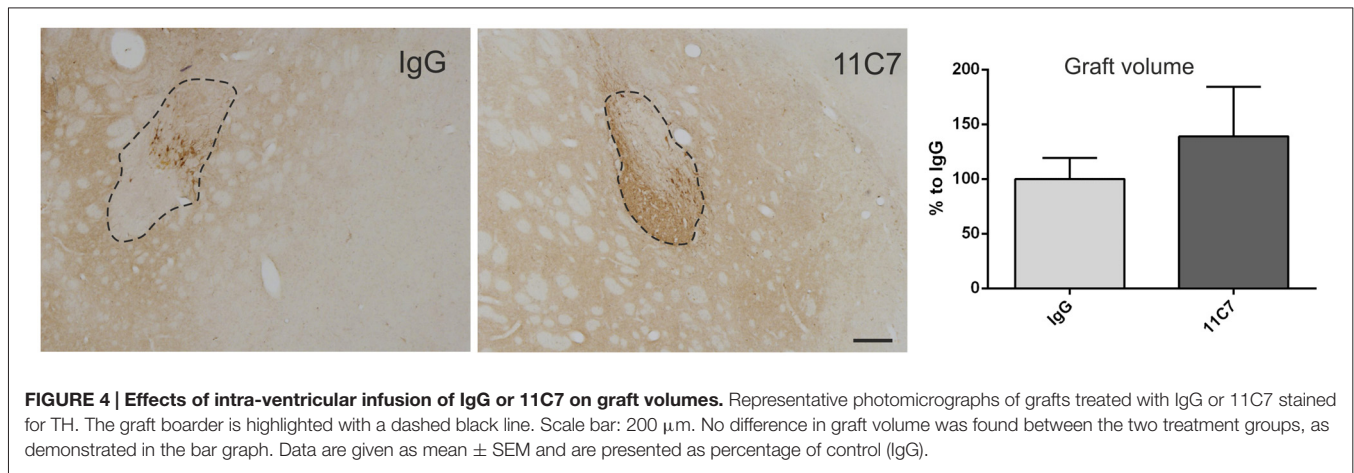 IgG
11C7
Graft volume
% to IgG
200
150
100
50
0
IgG
11C7
FIGURE 4 | Effects of intra-ventricular infusion of IgG or 11C7 on graft volumes. Representative photomicrographs of grafts treated with IgG or 11C7 stained
for TH. The graft boarder is highlighted with a dashed black line. Scale bar: 200 μm. No difference in graft volume was found between the two treatment groups, as
demonstrated in the bar graph. Data are given as mean ± SEM and are presented as percentage of control (IgG).